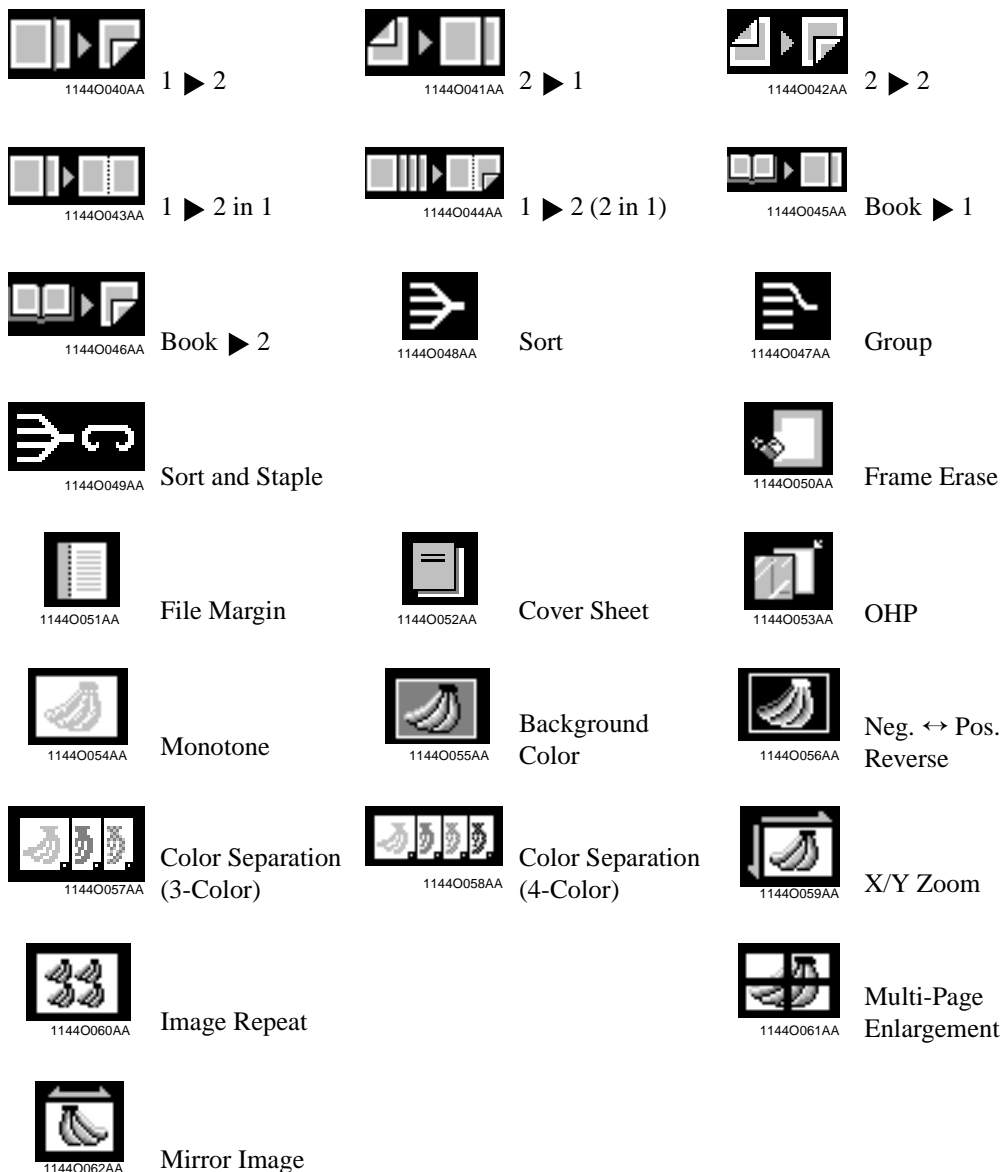 1144O040AA 1 ▶ 2
1144O041AA 2 ▶ 1
1144O042AA 2 ▶ 2
1144O043AA 1 ▶ 2 in 1
1144O044AA 1 ▶ 2 (2 in 1)
1144O045AA Book ▶ 1
1144O046AA Book ▶ 2
1144O048AA Sort
1144O047AA Group
1144O049AA Sort and Staple
1144O050AA Frame Erase
1144O051AA File Margin
1144O052AA Cover Sheet
1144O053AA OHP
1144O054AA Monotone
1144O055AA Background
Color
1144O056AA Neg. ↔ Pos.
Reverse
1144O057AA Color Separation
(3-Color)
1144O058AA Color Separation
(4-Color)
1144O059AA X/Y Zoom
1144O060AA Image Repeat
1144O061AA Multi-Page
Enlargement
1144O062AA Mirror Image